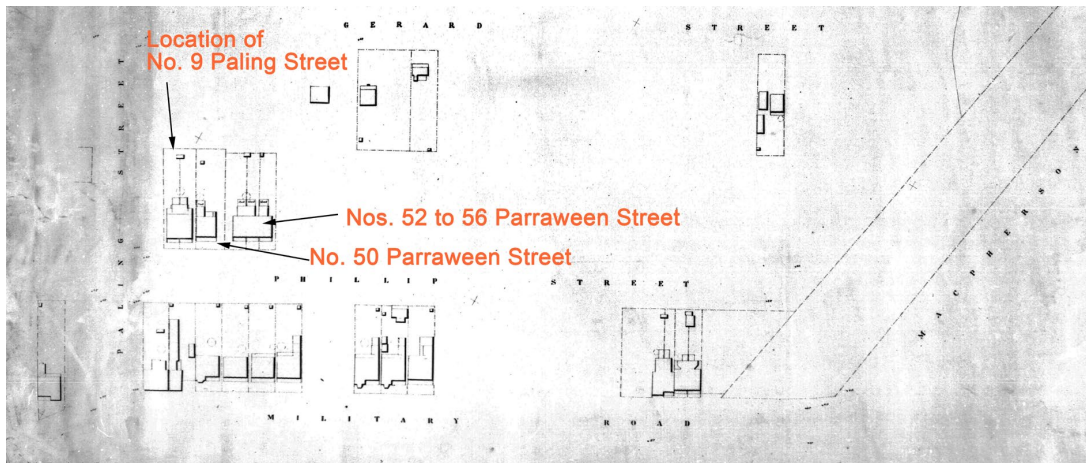 GERARD STREET
Location of
No. 9 Paling Street
PALING STREET
Nos. 52 to 56 Parraween Street
No. 50 Parraween Street
PHILLIP STREET
MACPHERSON
MILITARY ROAD